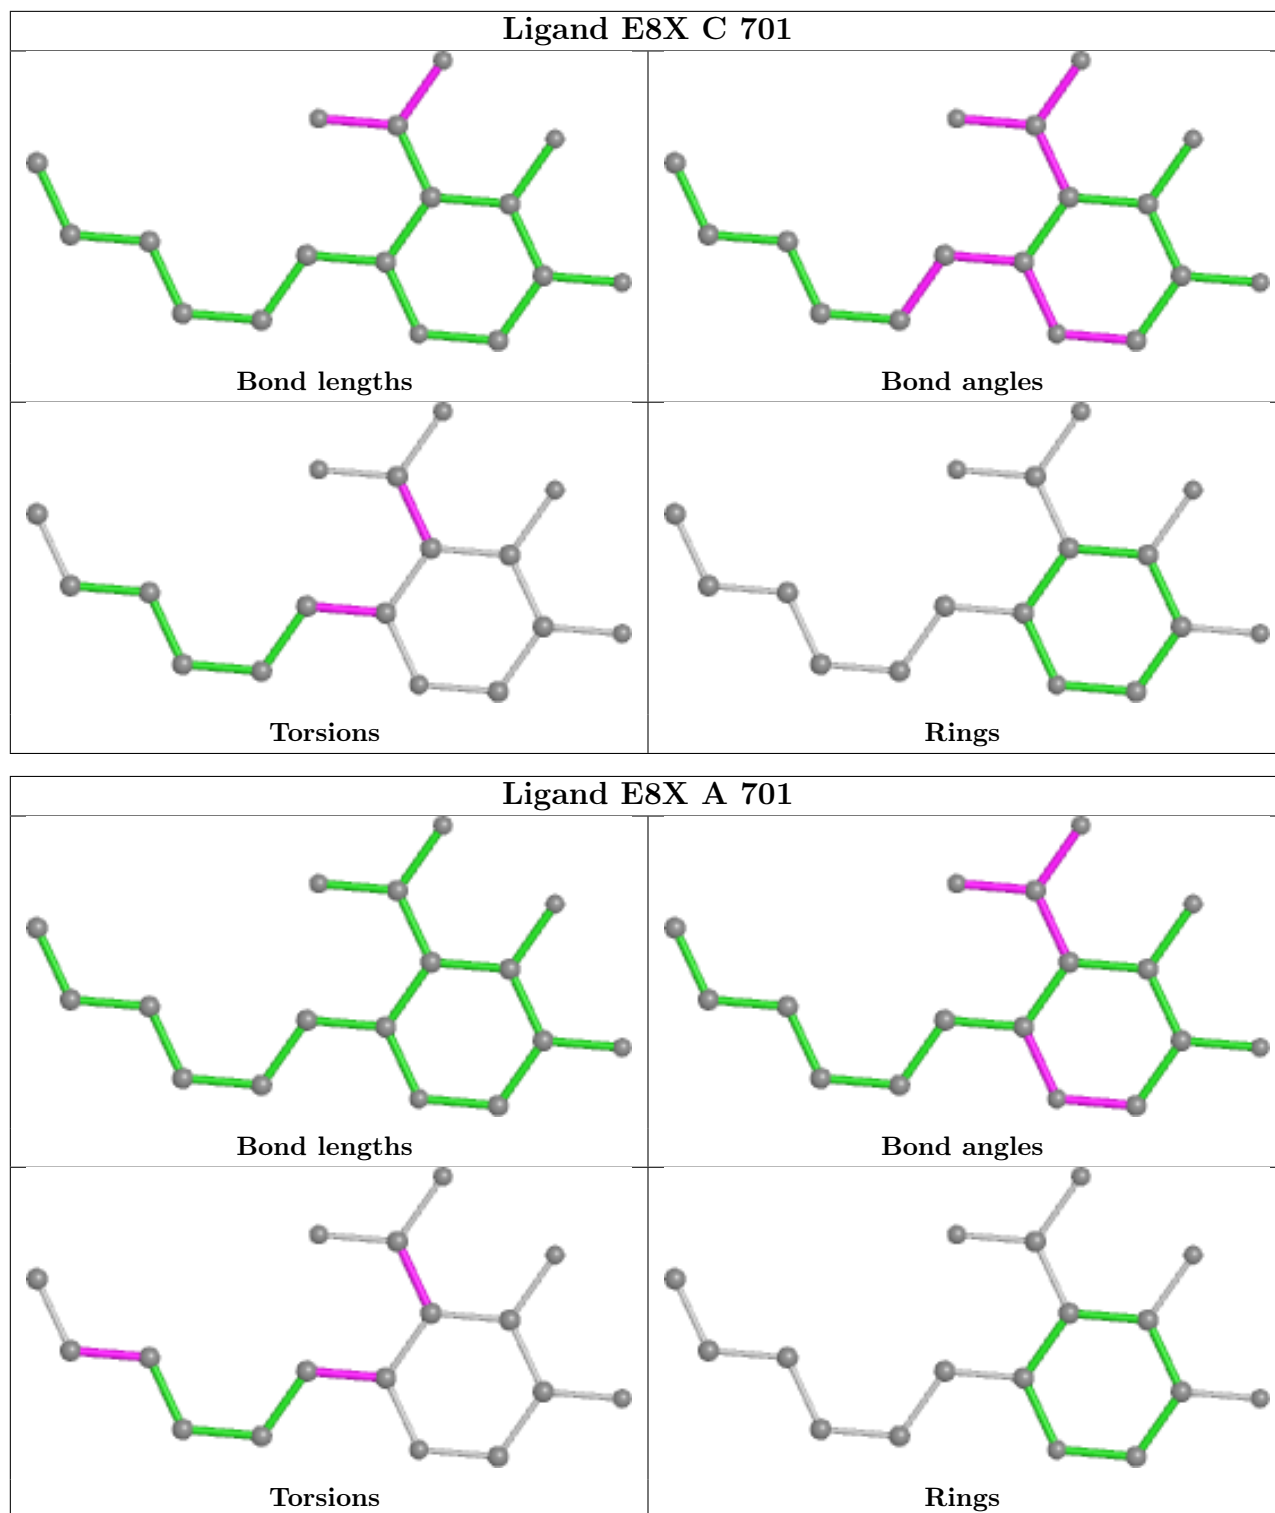 Ligand E8X C 701
Bond lengths
Bond angles
Torsions
Rings
Ligand E8X A 701
Bond lengths
Bond angles
Torsions
Rings